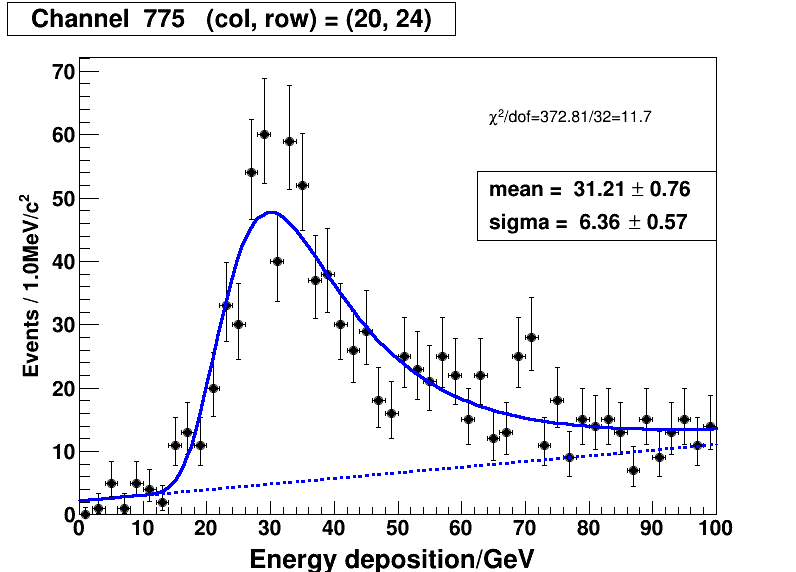 Channel 775 (col, row) = (20, 24)
χ²/dof=372.81/32=11.7
mean = 31.21 ± 0.76
sigma = 6.36 ± 0.57
Events / 1.0MeV/c²
70
60
50
40
30
20
10
0
0 10 20 30 40 50 60 70 80 90 100
Energy deposition/GeV